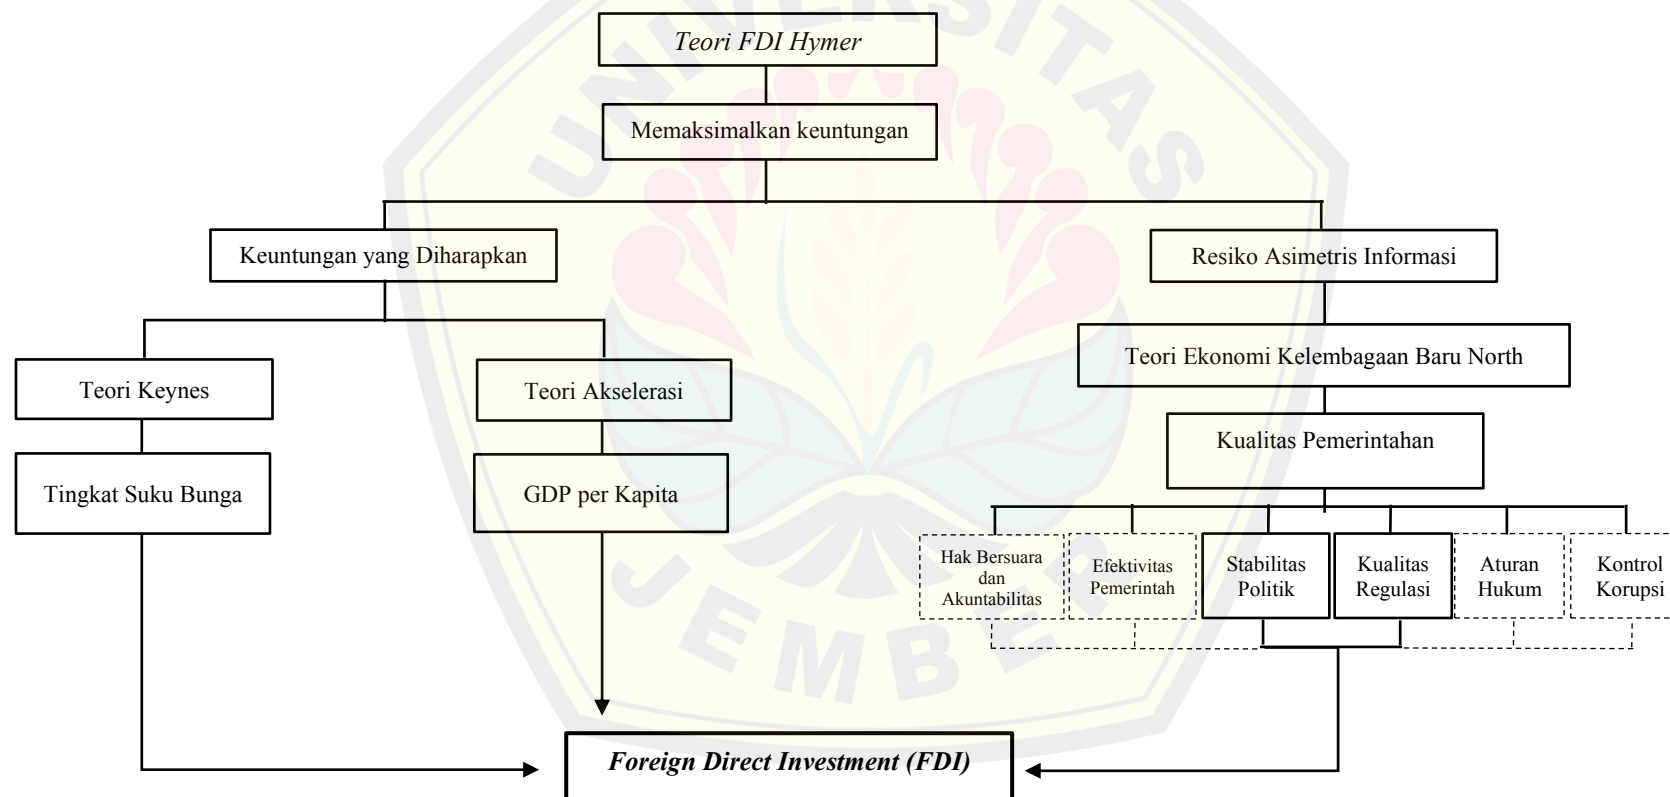 UNIVERSITAS
Teori FDI Hymer
Memaksimalkan keuntungan
Keuntungan yang Diharapkan
Resiko Asimetris Informasi
Teori Keynes
Teori Akselerasi
Teori Ekonomi Kelembagaan Baru North
Tingkat Suku Bunga
GDP per Kapita
Kualitas Pemerintahan
Hak Bersuara
dan
Akuntabilitas
Efektivitas
Pemerintah
Stabilitas
Politik
Kualitas
Regulasi
Aturan
Hukum
Kontrol
Korupsi
JEMBER
Foreign Direct Investment (FDI)